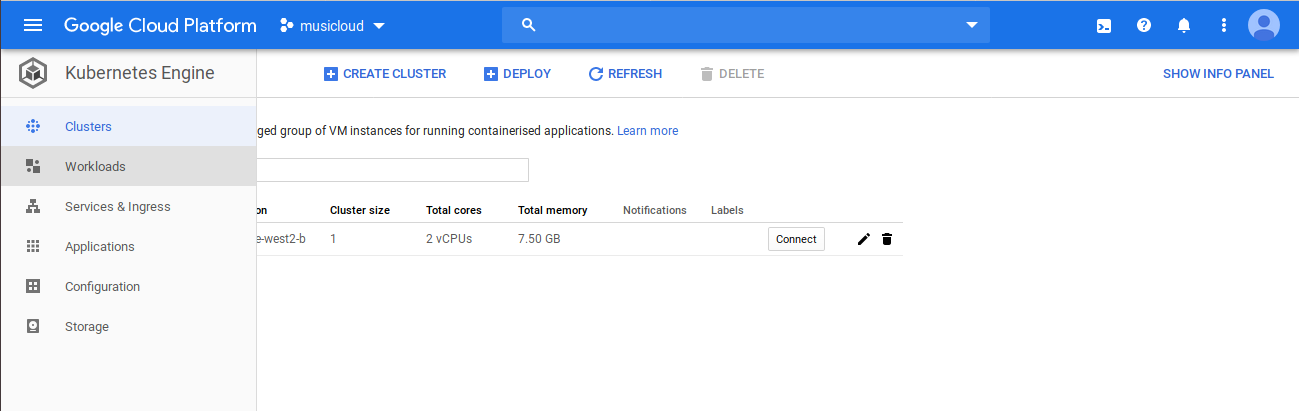 Google Cloud Platform musicloud
Kubernetes Engine CREATE CLUSTER DEPLOY REFRESH DELETE SHOW INFO PANEL
Clusters
ged group of VM instances for running containerised applications. Learn more
Workloads
Services & Ingress
on Cluster size Total cores Total memory Notifications Labels
e-west2-b 1 2 vCPUs 7.50 GB Connect
Applications
Configuration
Storage